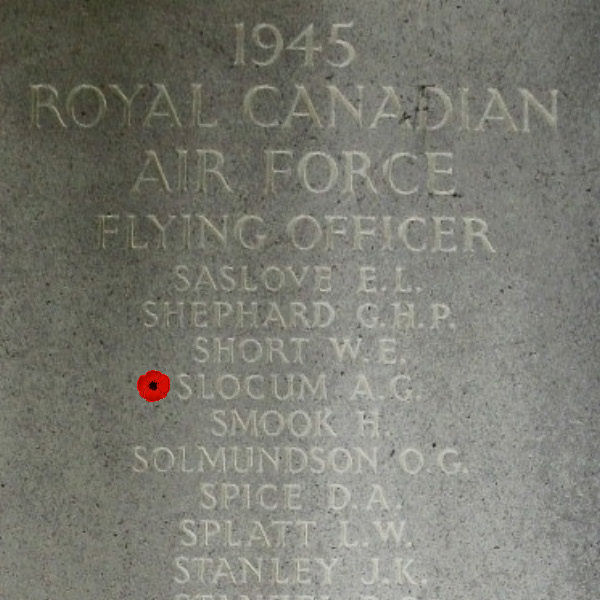 1945
ROYAL CANADIAN
AIR FORCE
FLYING OFFICER
SASLOVE E.L.
SHEPHARD G.H.P.
SHORT W.E.
SLOCUM A.G.
SMOOK H.
SOLMUNDSON O.G.
SPICE D.A.
SPLATT L.W.
STANLEY J.K.